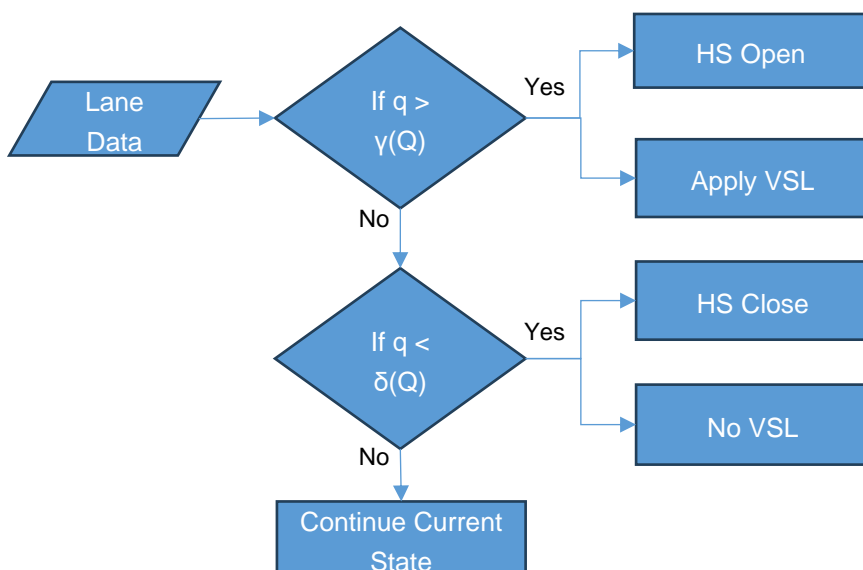 Lane
Data
If q >
γ(Q)
Yes
HS Open
Apply VSL
No
If q <
δ(Q)
Yes
HS Close
No VSL
No
Continue Current
State